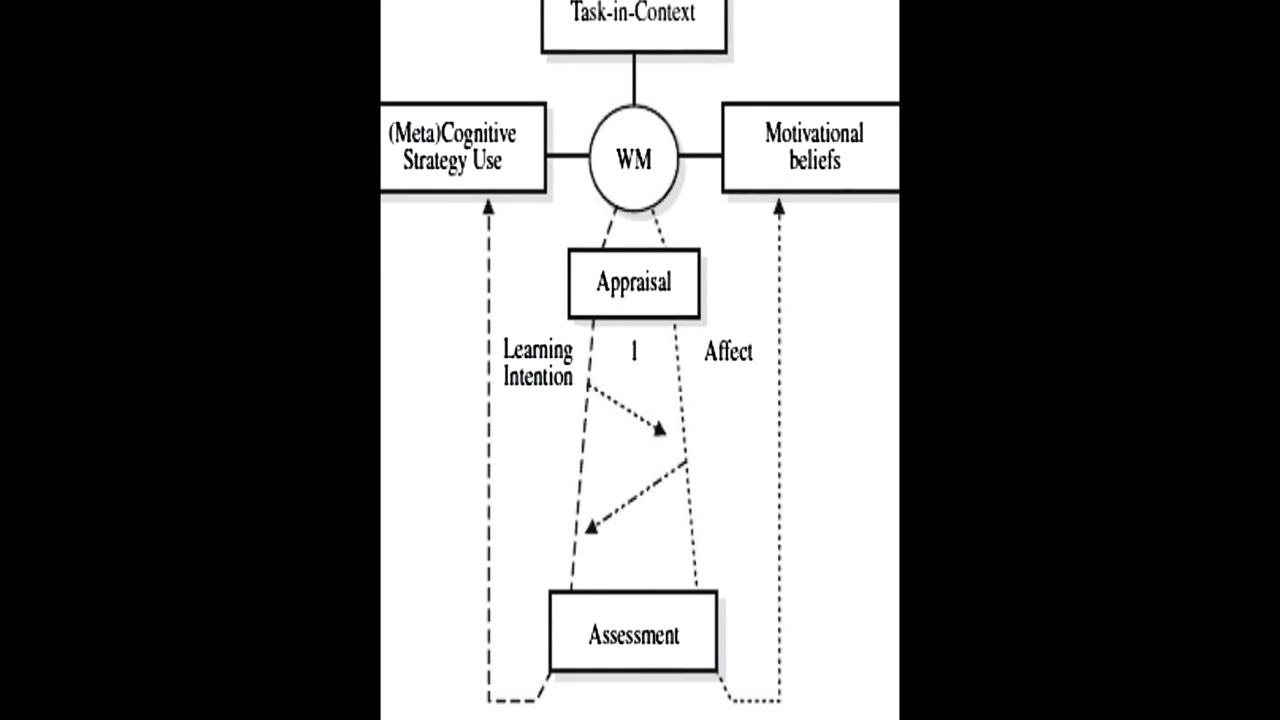 Task-in-Context
(Meta)Cognitive
Strategy Use
WM
Motivational
beliefs
Appraisal
Learning
Intention
1
Affect
Assessment